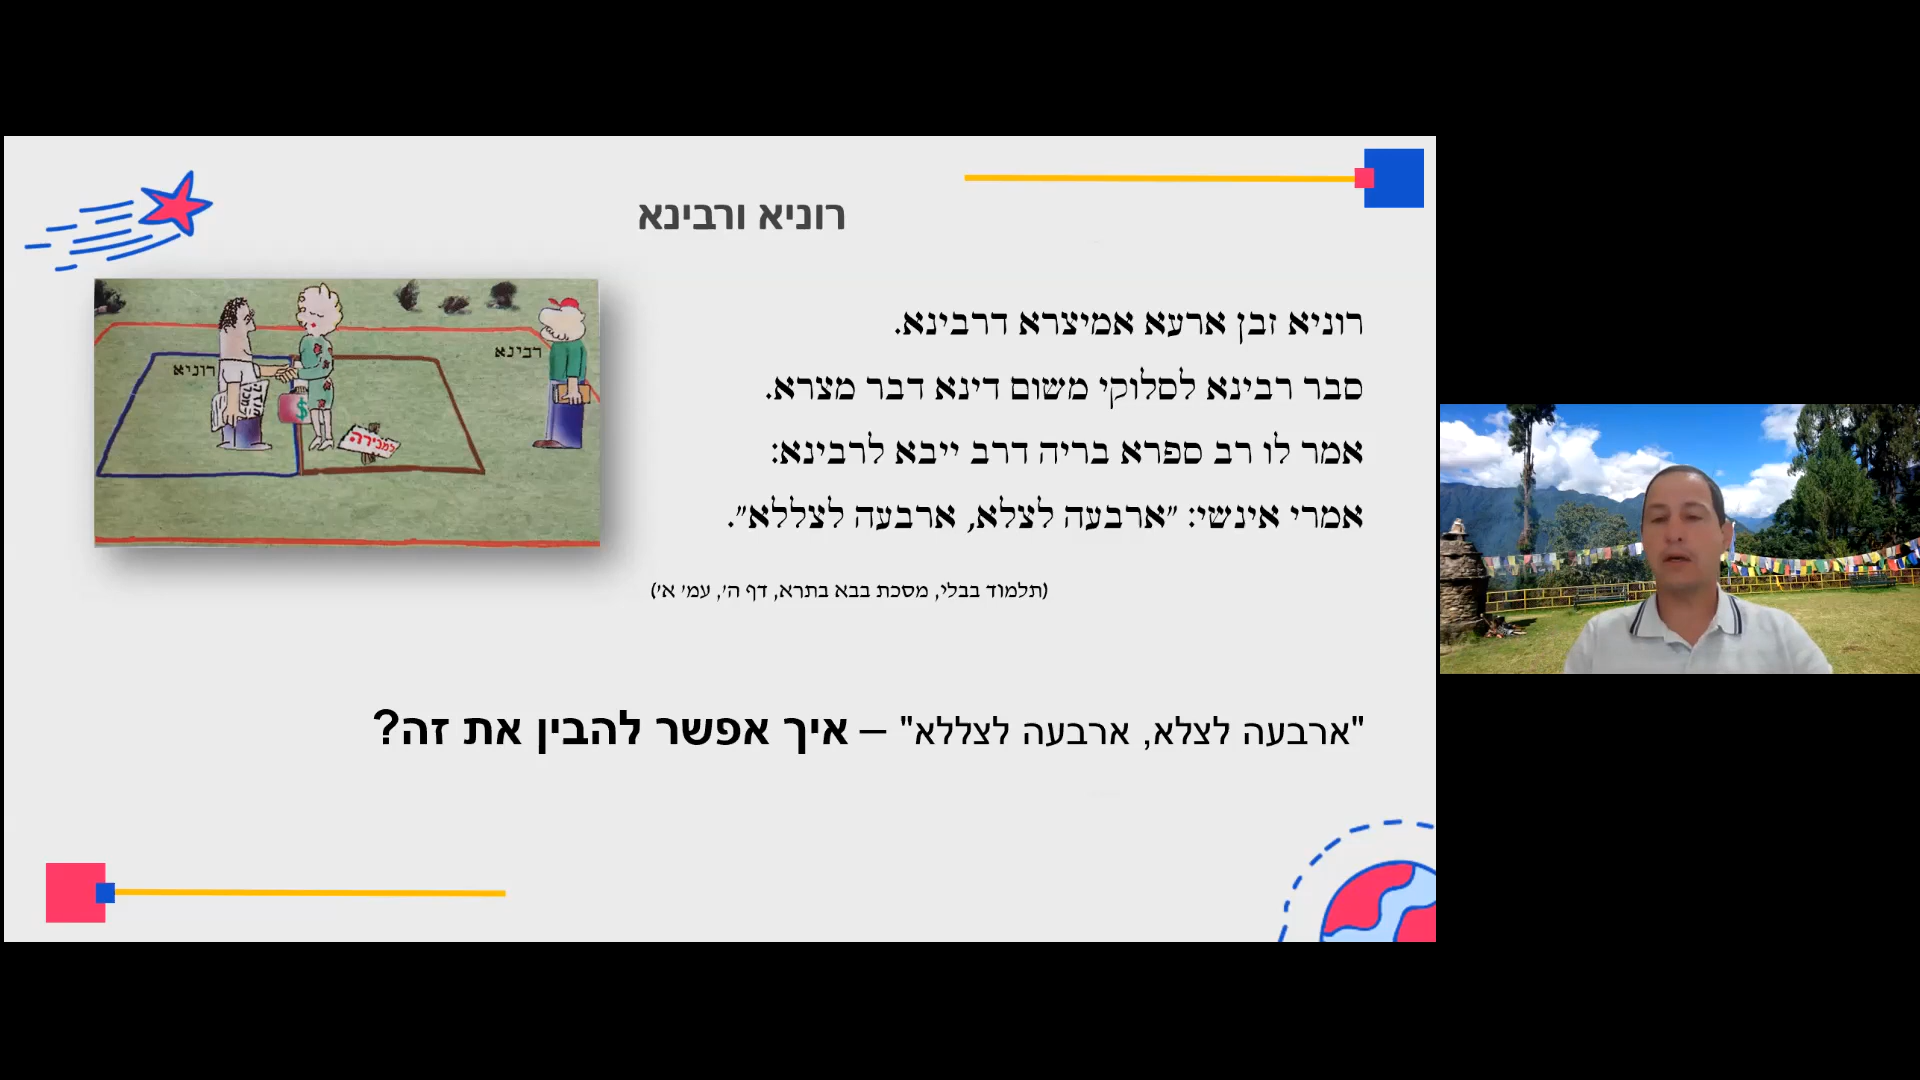 רוניא ורבינא
רוניא זבן ארעא אמיצרא דרבינא.
סבר רבינא לסלוקי משום דינא דבר מצרא.
אמר לו רב ספרא בריה דרב ייבא לרבינא:
אמרי אינשי: ״ארבעה לצלא, ארבעה לצללא״.
(תלמוד בבלי, מסכת בבא בתרא, דף ה׳, עמ׳ א׳)
רבינא
רוניא
$
למכירה
"ארבעה לצלא, ארבעה לצללא" – איך אפשר להבין את זה?